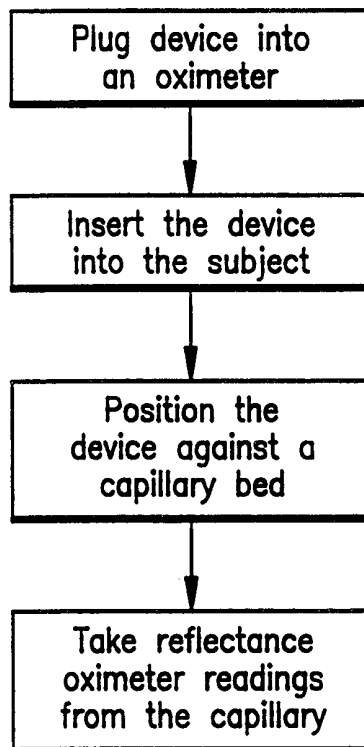 Plug device into
an oximeter
Insert the device
into the subject
Position the
device against a
capillary bed
Take reflectance
oximeter readings
from the capillary